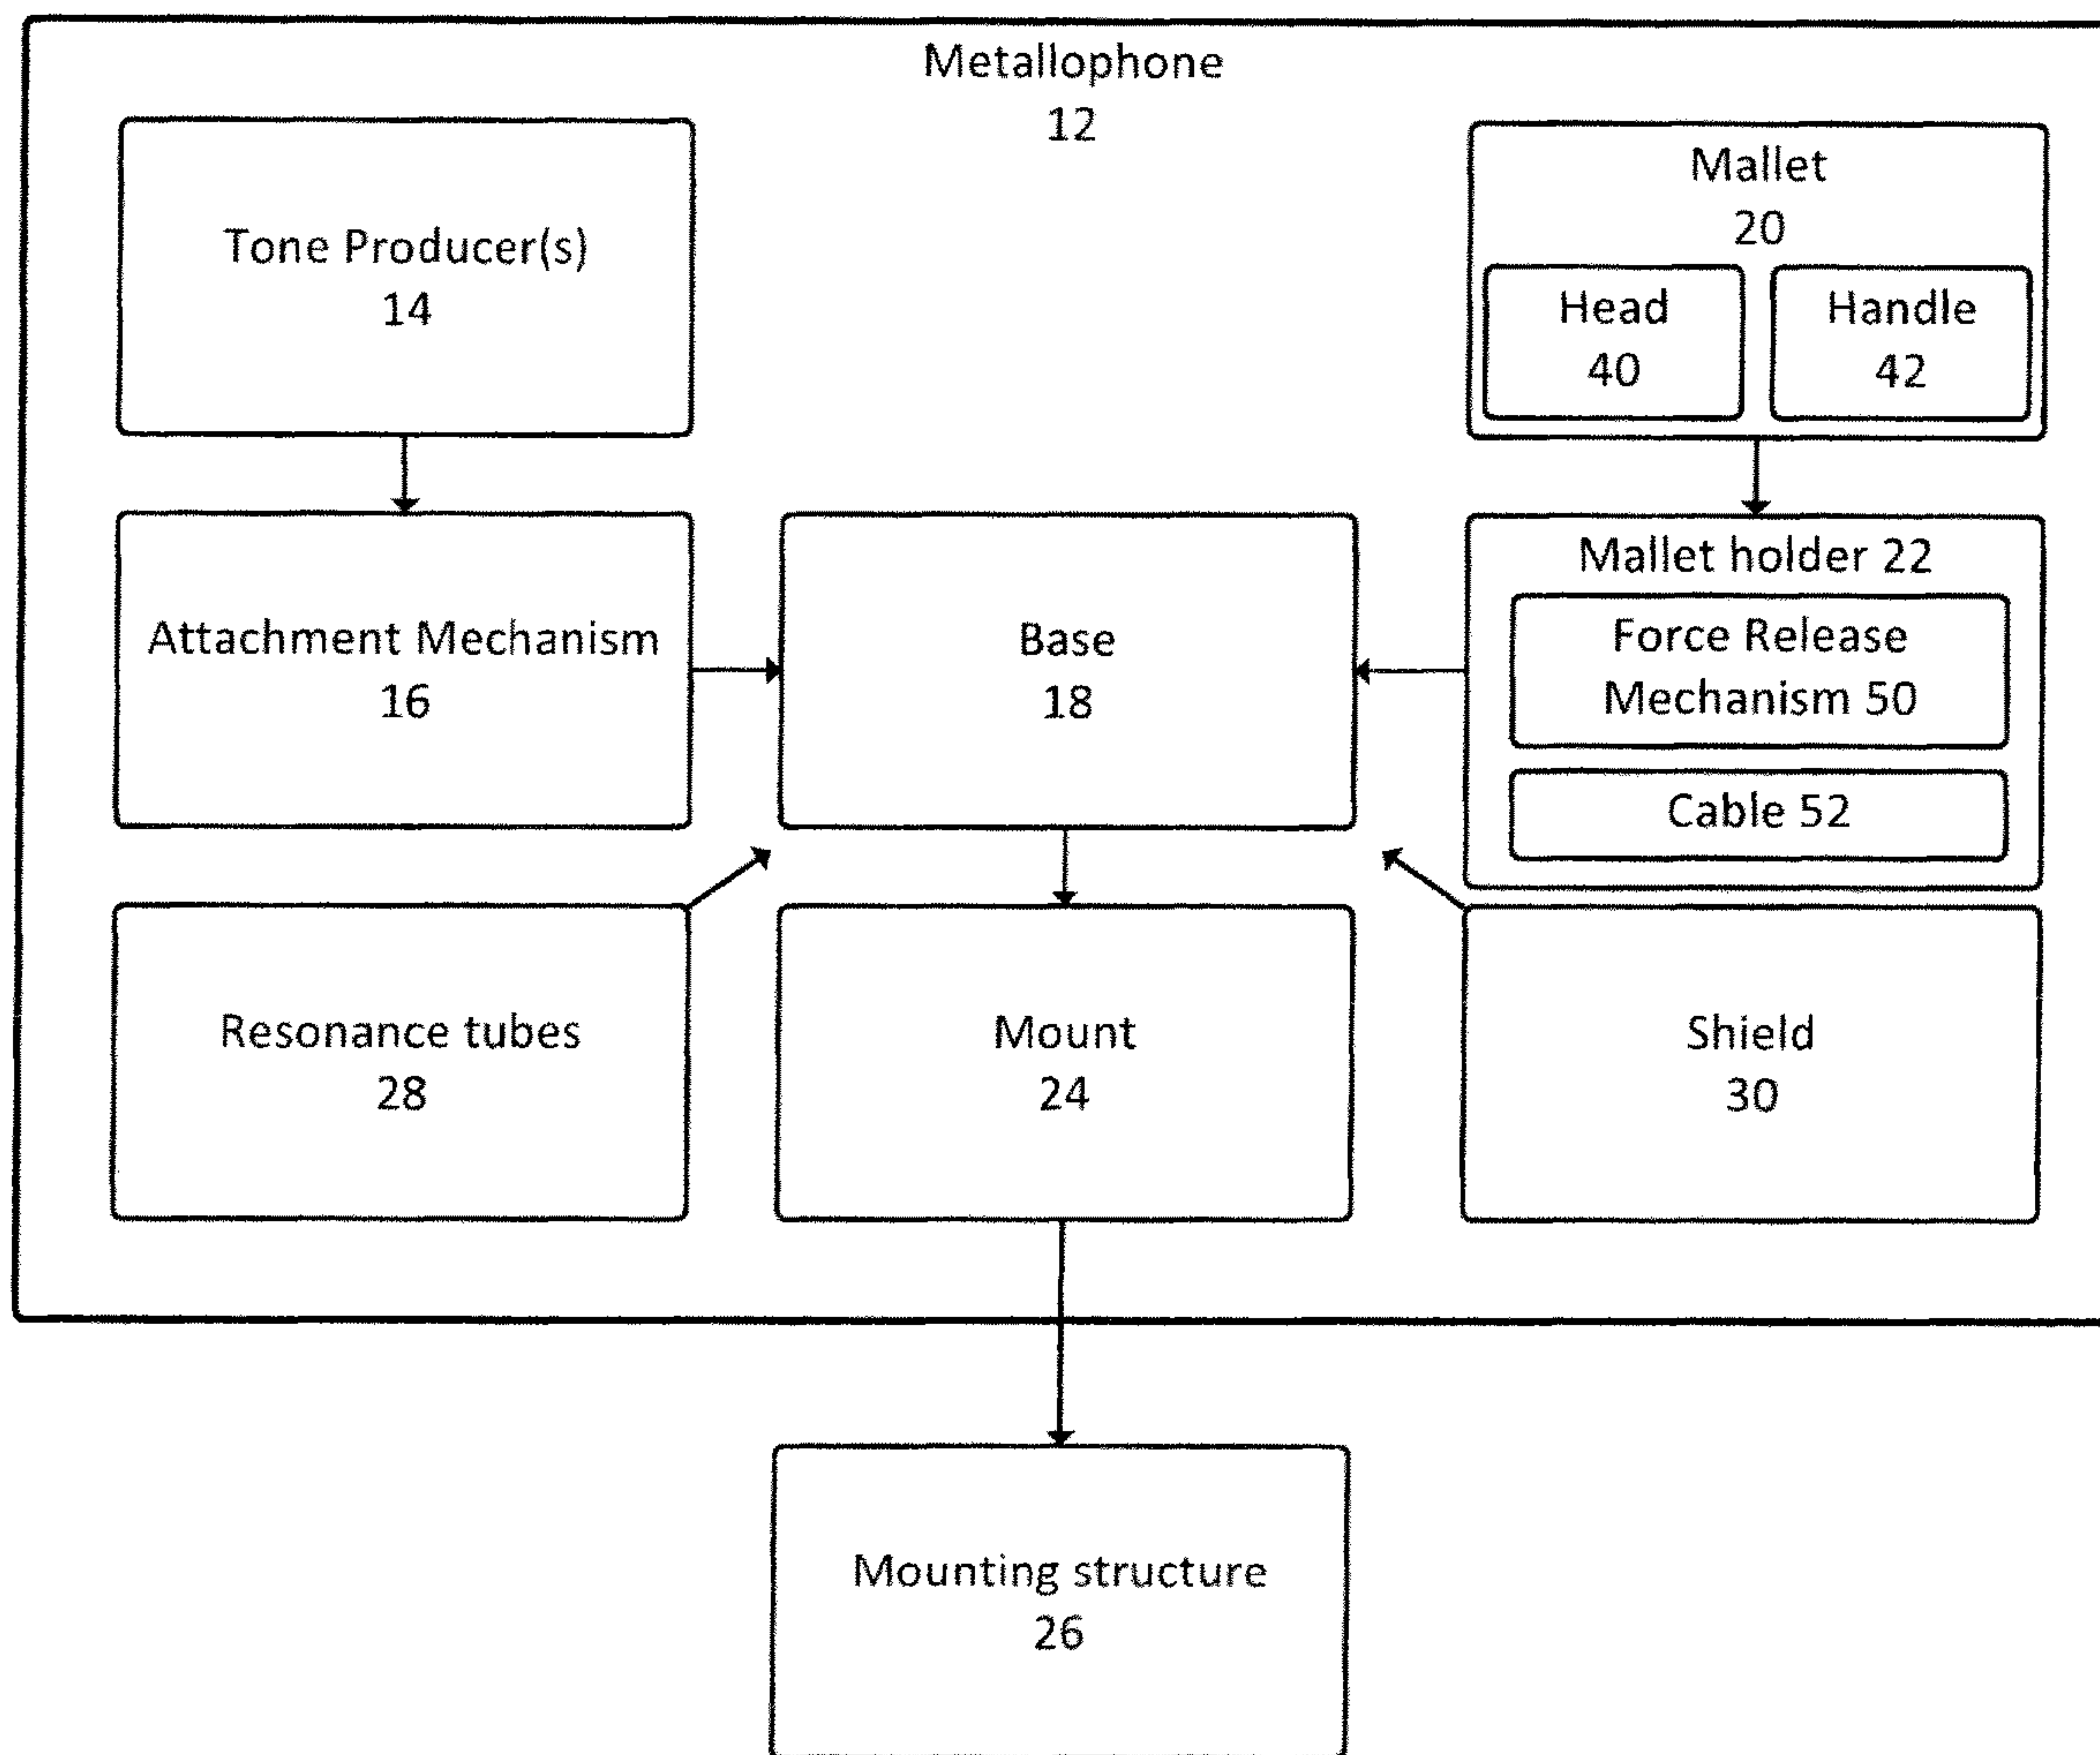 Metallophone
12
Tone Producer(s)
14
Mallet
20
Head
40
Handle
42
Attachment Mechanism
16
Base
18
Mallet holder 22
Force Release
Mechanism 50
Cable 52
Resonance tubes
28
Mount
24
Shield
30
Mounting structure
26